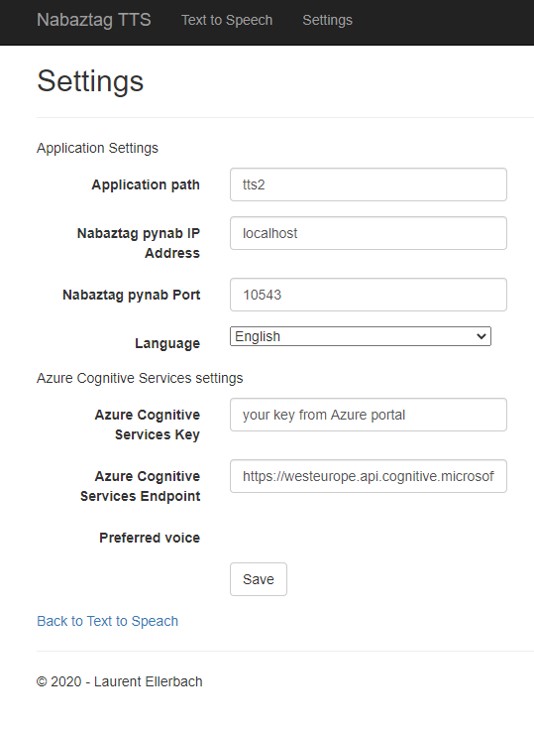 Nabaztag TTS Text to Speech Settings
Settings
Application Settings
Application path tts2
Nabaztag pynab IP
Address
localhost
Nabaztag pynab Port 10543
Language English
Azure Cognitive Services settings
Azure Cognitive
Services Key
your key from Azure portal
Azure Cognitive
Services Endpoint
https://westeurope.api.cognitive.microsof
Preferred voice
Save
Back to Text to Speach
© 2020 - Laurent Ellerbach